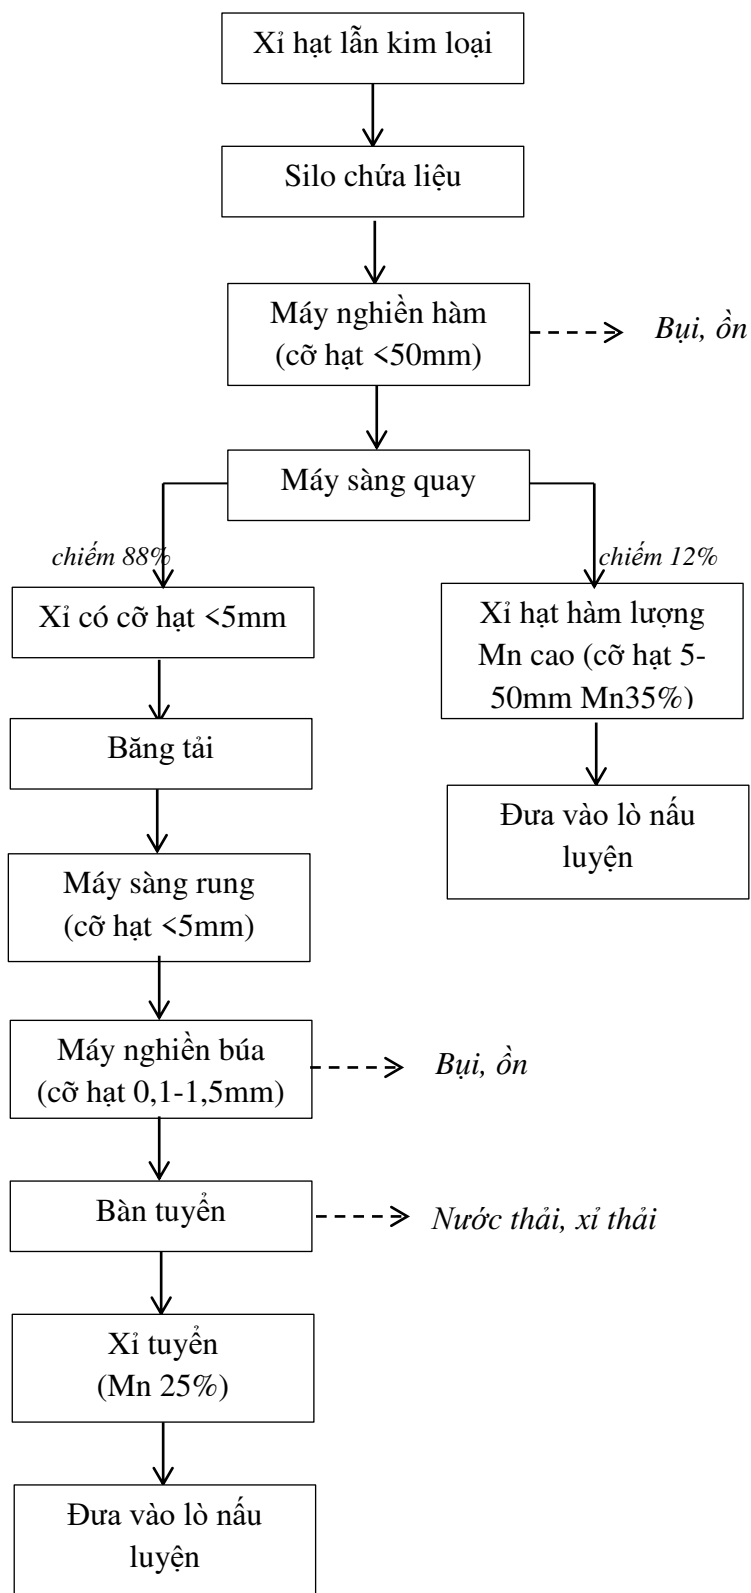 Xỉ hạt lẫn kim loại
Silo chứa liệu
Máy nghiền hàm
(cỡ hạt <50mm)
Bụi, ồn
Máy sàng quay
chiếm 88%
chiếm 12%
Xỉ có cỡ hạt <5mm
Xỉ hạt hàm lượng
Mn cao (cỡ hạt 5-
50mm Mn35%)
Băng tải
Đưa vào lò nấu
luyện
Máy sàng rung
(cỡ hạt <5mm)
Máy nghiền búa
(cỡ hạt 0,1-1,5mm)
Bụi, ồn
Bàn tuyển
Nước thải, xỉ thải
Xỉ tuyển
(Mn 25%)
Đưa vào lò nấu
luyện